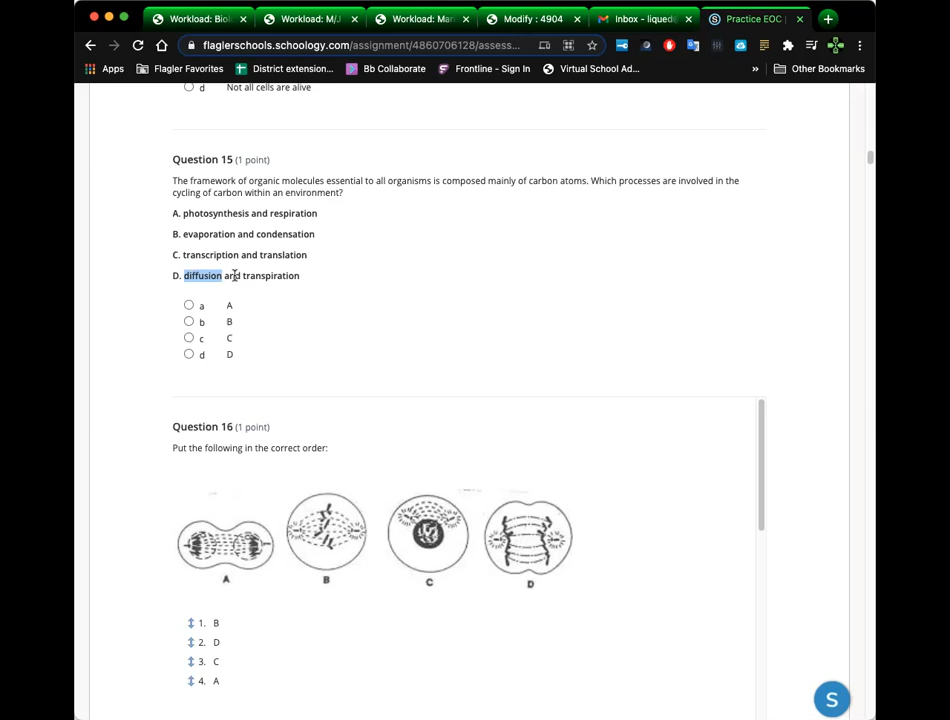 Workload: Biol
Workload: M/J
Workload: Mar
Modify : 4904
Inbox - liqued@
Practice EOC |
flaglerschools.schoology.com/assignment/4860706128/assess...
Apps
Flagler Favorites
District extension...
Bb Collaborate
Frontline - Sign In
Virtual School Ad...
»
Other Bookmarks
d Not all cells are alive
Question 15 (1 point)
The framework of organic molecules essential to all organisms is composed mainly of carbon atoms. Which processes are involved in the
cycling of carbon within an environment?
A. photosynthesis and respiration
B. evaporation and condensation
C. transcription and translation
D. diffusion and transpiration
a A
b B
c C
d D
Question 16 (1 point)
Put the following in the correct order:
A B C D
1. B
2. D
3. C
4. A
S